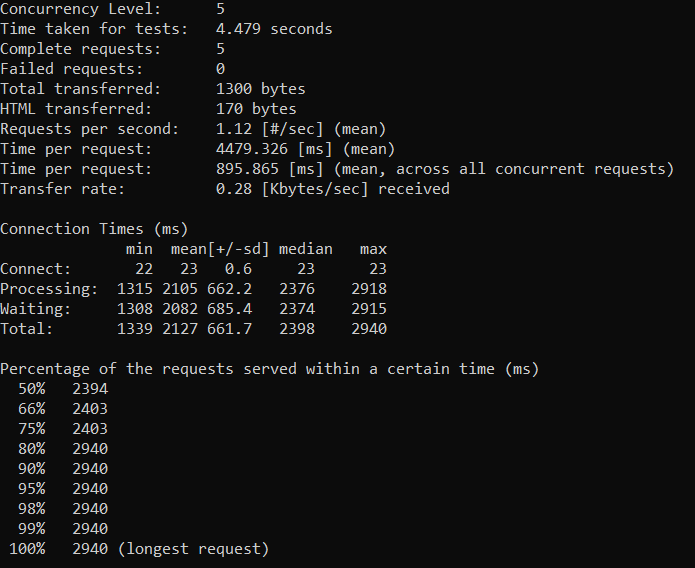 Concurrency Level:      5
Time taken for tests:   4.479 seconds
Complete requests:      5
Failed requests:        0
Total transferred:      1300 bytes
HTML transferred:       170 bytes
Requests per second:    1.12 [#/sec] (mean)
Time per request:       4479.326 [ms] (mean)
Time per request:       895.865 [ms] (mean, across all concurrent requests)
Transfer rate:          0.28 [Kbytes/sec] received

Connection Times (ms)
              min  mean[+/-sd] median   max
Connect:       22   23   0.6     23      23
Processing:  1315 2105 662.2   2376    2918
Waiting:     1308 2082 685.4   2374    2915
Total:       1339 2127 661.7   2398    2940

Percentage of the requests served within a certain time (ms)
  50%   2394
  66%   2403
  75%   2403
  80%   2940
  90%   2940
  95%   2940
  98%   2940
  99%   2940
 100%   2940 (longest request)